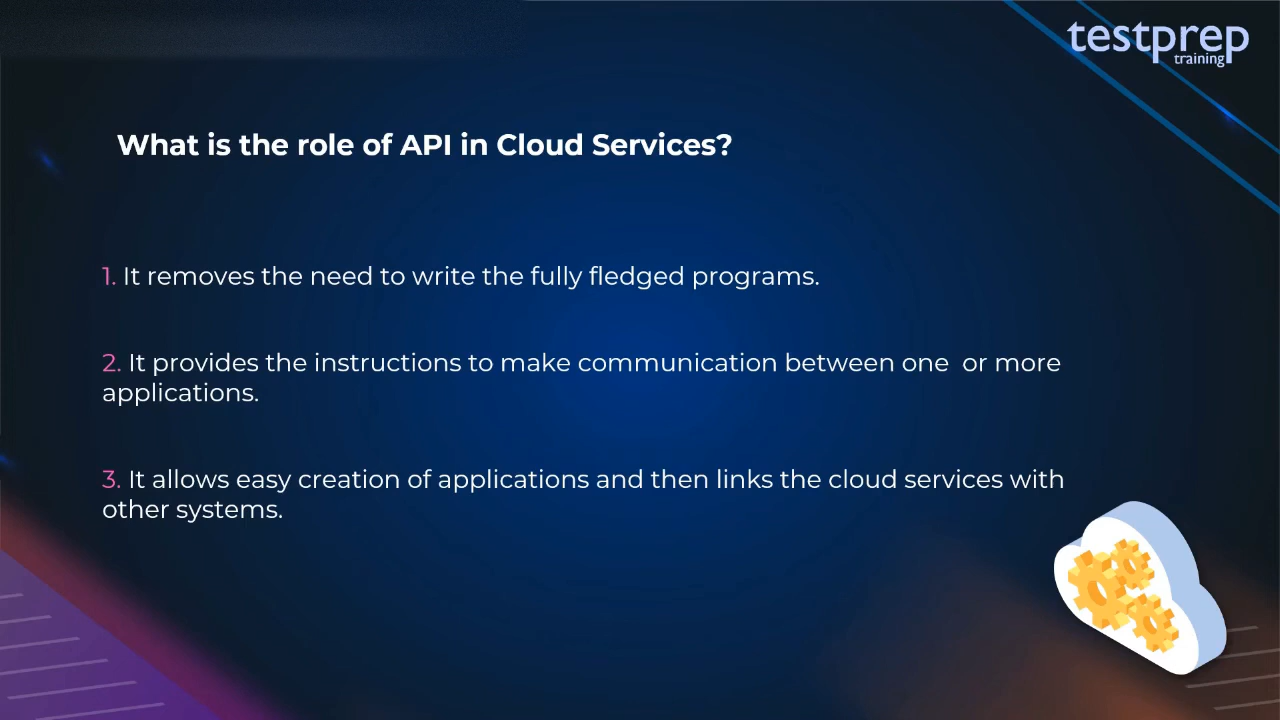 testprep
training
What is the role of API in Cloud Services?
1. It removes the need to write the fully fledged programs.
2. It provides the instructions to make communication between one  or more
applications.
3. It allows easy creation of applications and then links the cloud services with
other systems.